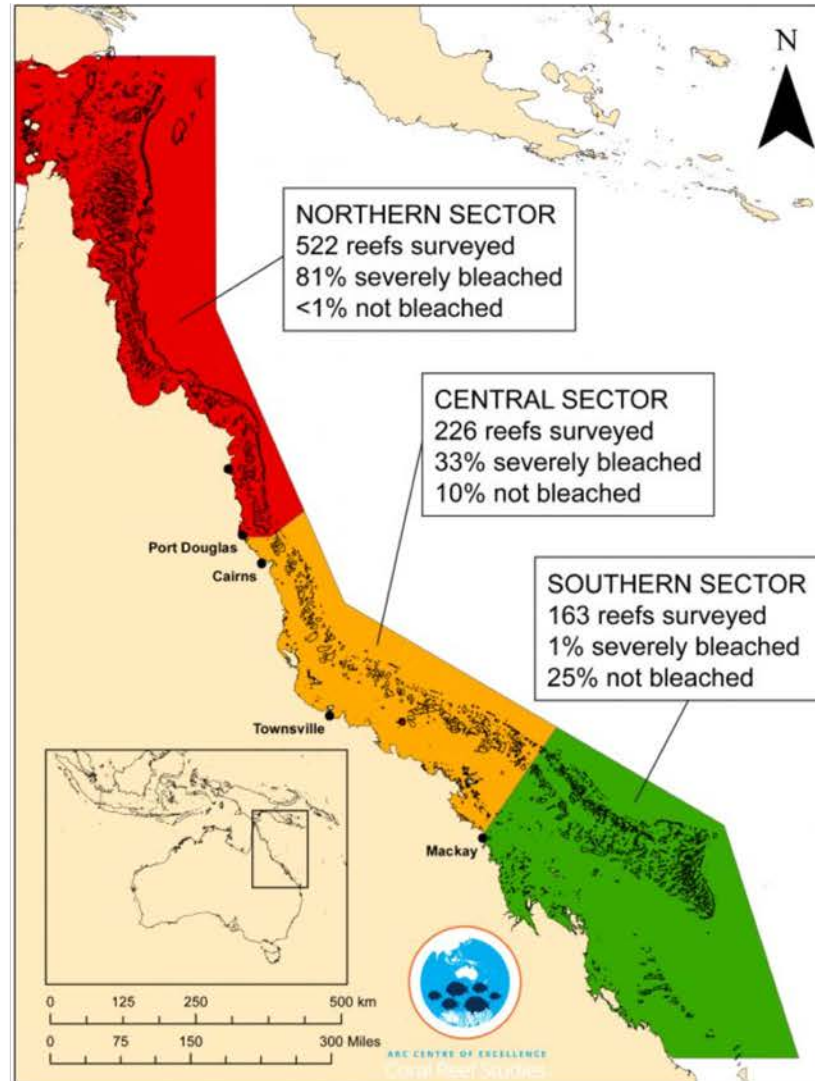 N
NORTHERN SECTOR
522 reefs surveyed
81% severely bleached
<1% not bleached
CENTRAL SECTOR
226 reefs surveyed
33% severely bleached
10% not bleached
Port Douglas
Cairns
SOUTHERN SECTOR
163 reefs surveyed
1% severely bleached
25% not bleached
Townsville
Mackay
0 125 250 500 km
0 75 150 300 Miles
ARC CENTRE OF EXCELLENCE
Coral Reef Studies